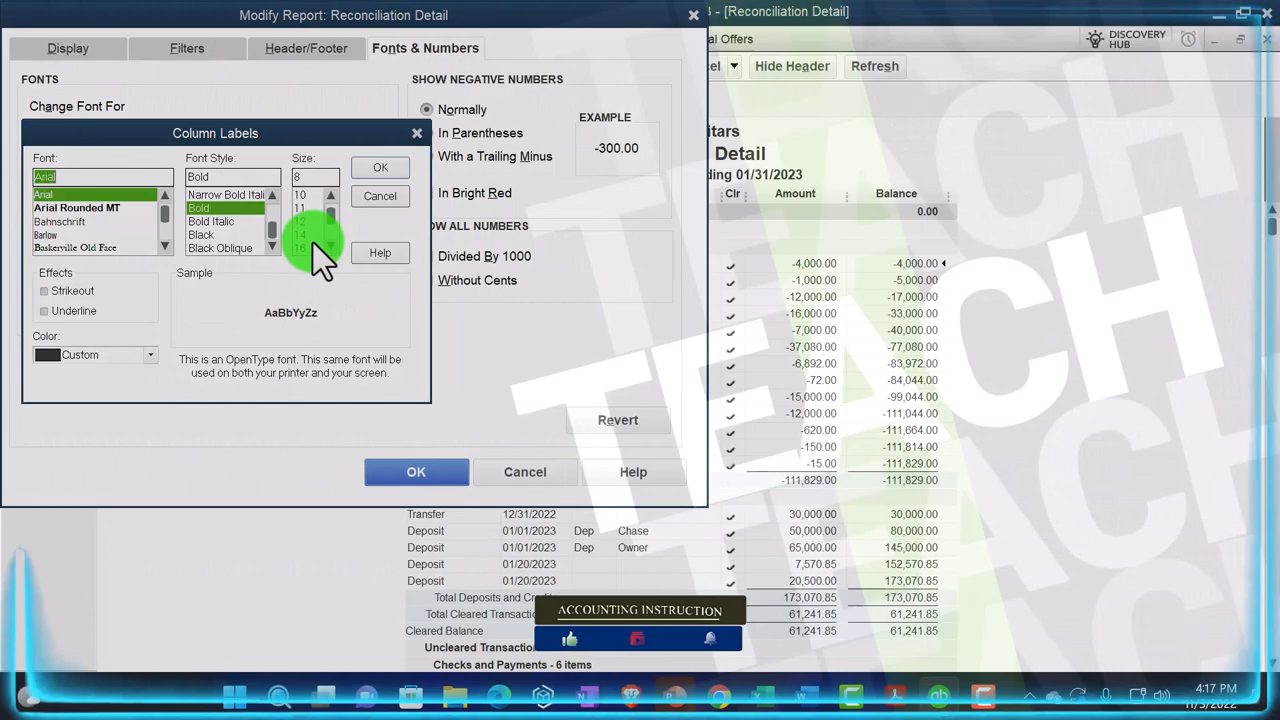 Modify Report: Reconciliation Detail
- [Reconciliation Detail]
Display
Filters
Header/Footer
Fonts & Numbers
al Offers
DISCOVERY
HUB
Hide Header
Refresh
FONTS
Change Font For
SHOW NEGATIVE NUMBERS
Normally
In Parentheses
With a Trailing Minus
In Bright Red
EXAMPLE
-300.00
SHOW ALL NUMBERS
Divided By 1000
Without Cents
Revert
OK
Cancel
Help
Column Labels
Font:
Font Style:
Size:
Arial
Bold
8
OK
Cancel
Help
Arial
Arial Rounded MT
Bahnschrift
Barlow
Baskerville Old Face
Narrow Bold Itali
Bold
Bold Italic
Black
Black Oblique
10
11
12
14
16
Effects
Strikeout
Underline
Color:
Custom
Sample
AaBbYyZz
This is an OpenType font. This same font will be
used on both your printer and your screen.
itars
Detail
ding 01/31/2023
Clr Amount Balance
0.00
-4,000.00 -4,000.00
-1,000.00 -5,000.00
-12,000.00 -17,000.00
-16,000.00 -33,000.00
-7,000.00 -40,000.00
-37,080.00 -77,080.00
-6,892.00 -83,972.00
-72.00 -84,044.00
-15,000.00 -99,044.00
-12,000.00 -111,044.00
-620.00 -111,664.00
-150.00 -111,814.00
-15.00 -111,829.00
-111,829.00 -111,829.00
Transfer 12/31/2022 30,000.00 30,000.00
Deposit 01/01/2023 Dep Chase 50,000.00 80,000.00
Deposit 01/01/2023 Dep Owner 65,000.00 145,000.00
Deposit 01/20/2023 7,570.85 152,570.85
Deposit 01/20/2023 20,500.00 173,070.85
Total Deposits and Cre 173,070.85 173,070.85
Total Cleared Transaction 61,241.85 61,241.85
Cleared Balance 61,241.85 61,241.85
Uncleared Transaction
Checks and Payments - 6 items
ACCOUNTING INSTRUCTION
TEACH
TEACH
TEACH
4:17 PM
11/3/2022